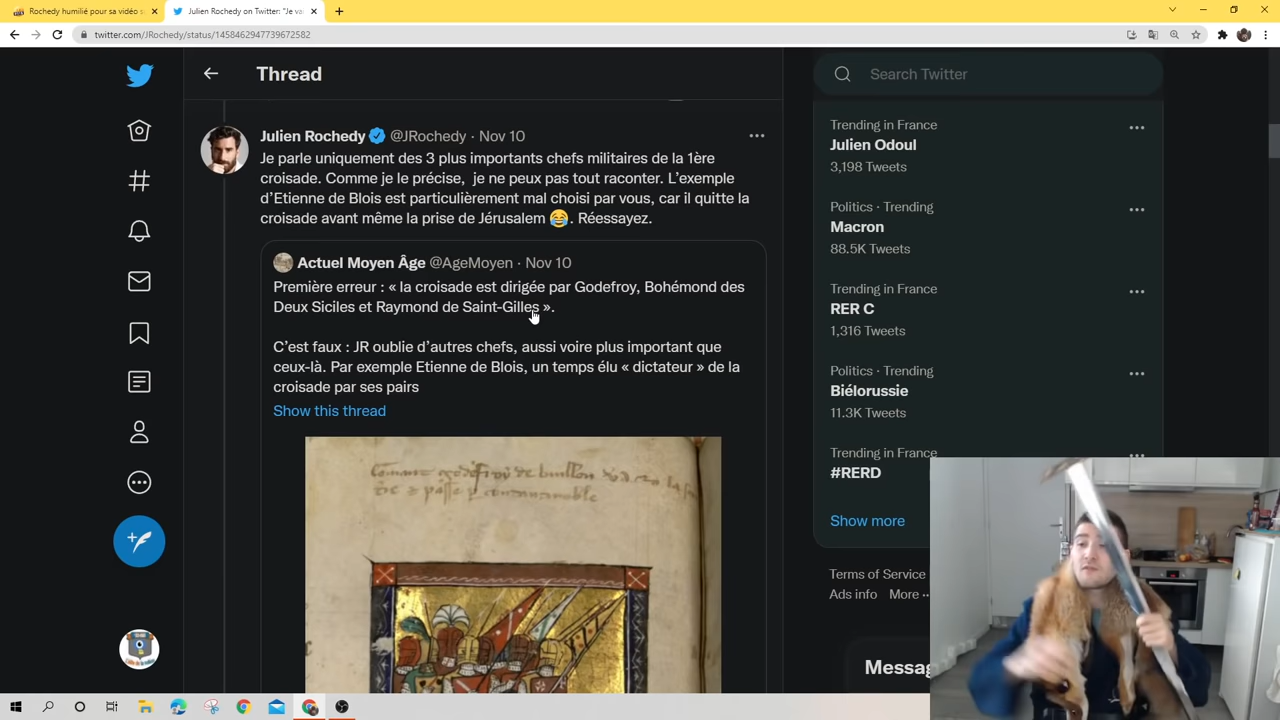 Rochedy humilié pour sa vidéo s
Julien Rochedy on Twitter: "Je va
twitter.com/JRochedy/status/1458462947739672582
Thread
Search Twitter
Julien Rochedy @JRochedy · Nov 10
Je parle uniquement des 3 plus importants chefs militaires de la 1ère
croisade. Comme je le précise, je ne peux pas tout raconter. L'exemple
d'Etienne de Blois est particulièrement mal choisi par vous, car il quitte la
croisade avant même la prise de Jérusalem 😂. Réessayez.
Actuel Moyen Âge @AgeMoyen · Nov 10
Première erreur : « la croisade est dirigée par Godefroy, Bohémond des
Deux Siciles et Raymond de Saint-Gilles ».
C'est faux : JR oublie d'autres chefs, aussi voire plus important que
ceux-là. Par exemple Etienne de Blois, un temps élu « dictateur » de la
croisade par ses pairs
Show this thread
Trending in France
Julien Odoul
3,198 Tweets
Politics · Trending
Macron
88.5K Tweets
Trending in France
RER C
1,316 Tweets
Politics · Trending
Biélorussie
11.3K Tweets
Trending in France
#RERD
Show more
Terms of Service
Ads info More ··
Messag